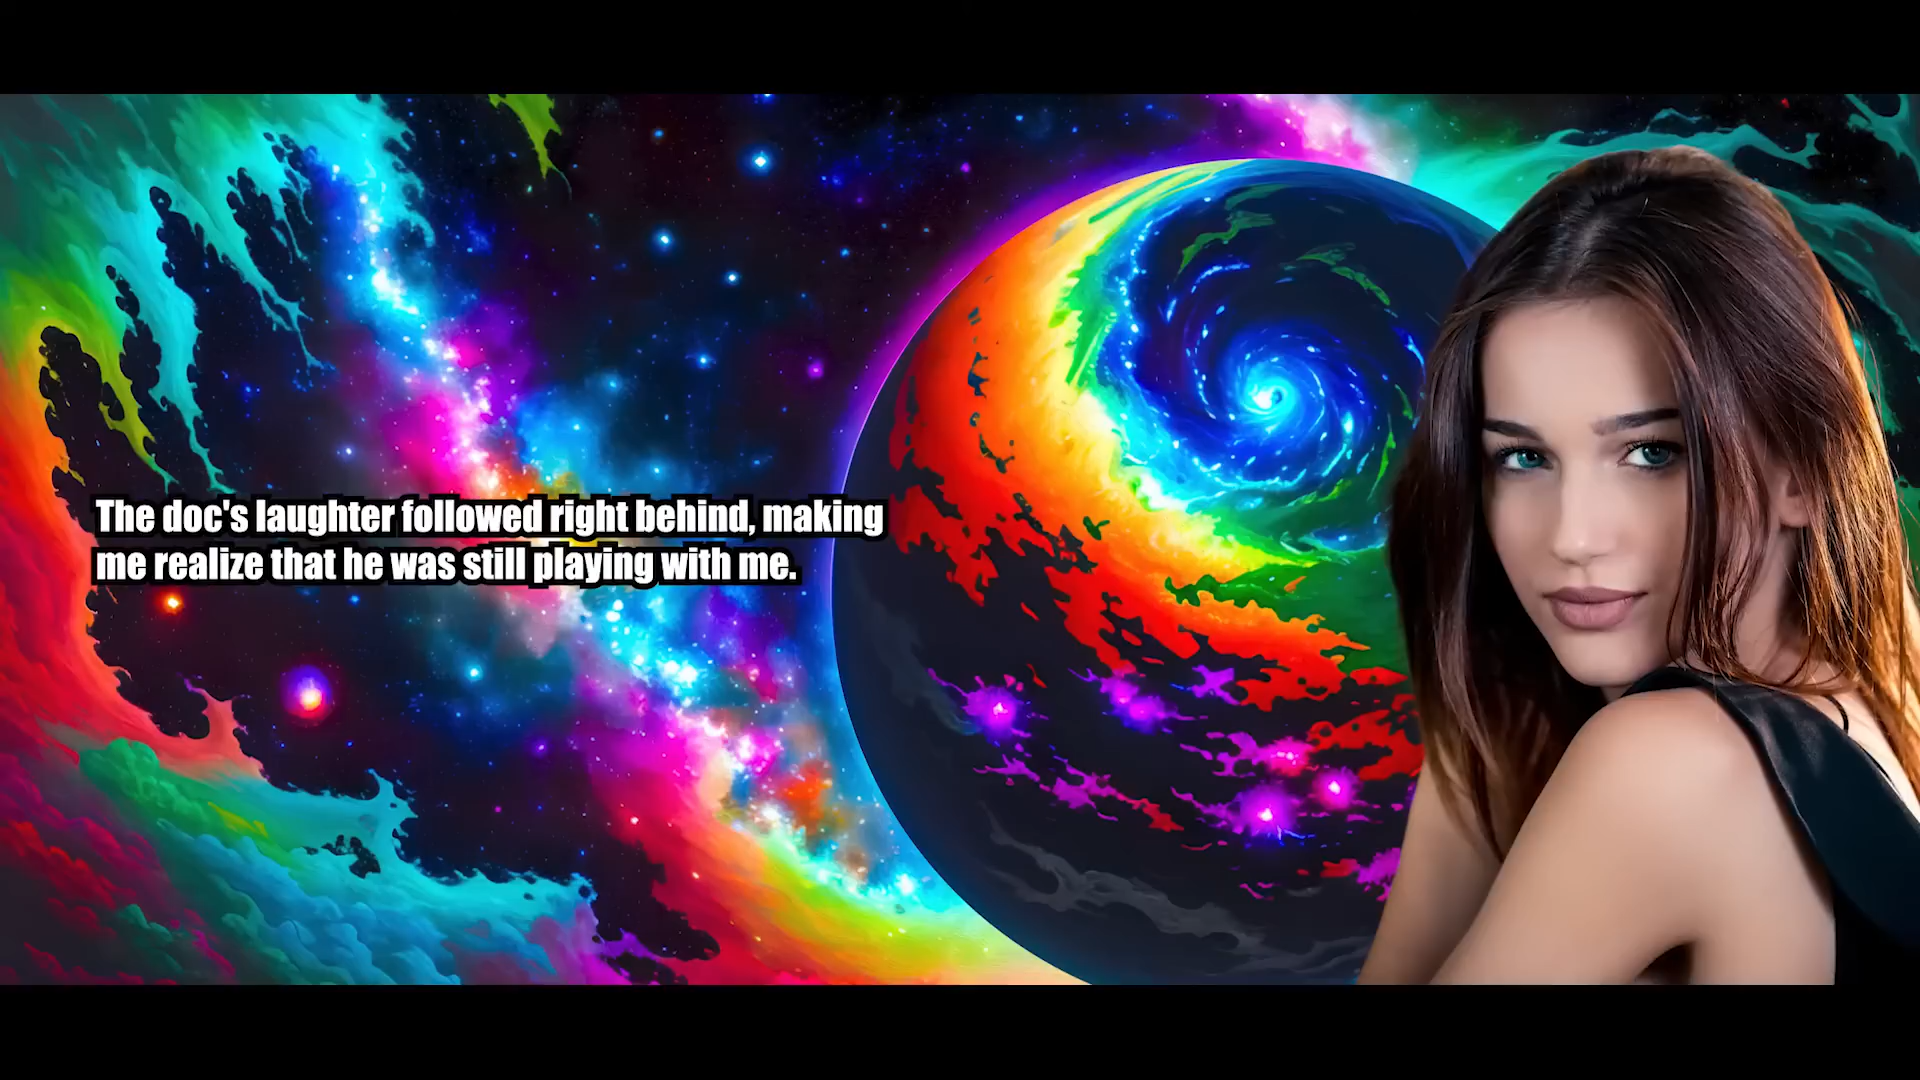 The doc's laughter followed right behind, making
me realize that he was still playing with me.